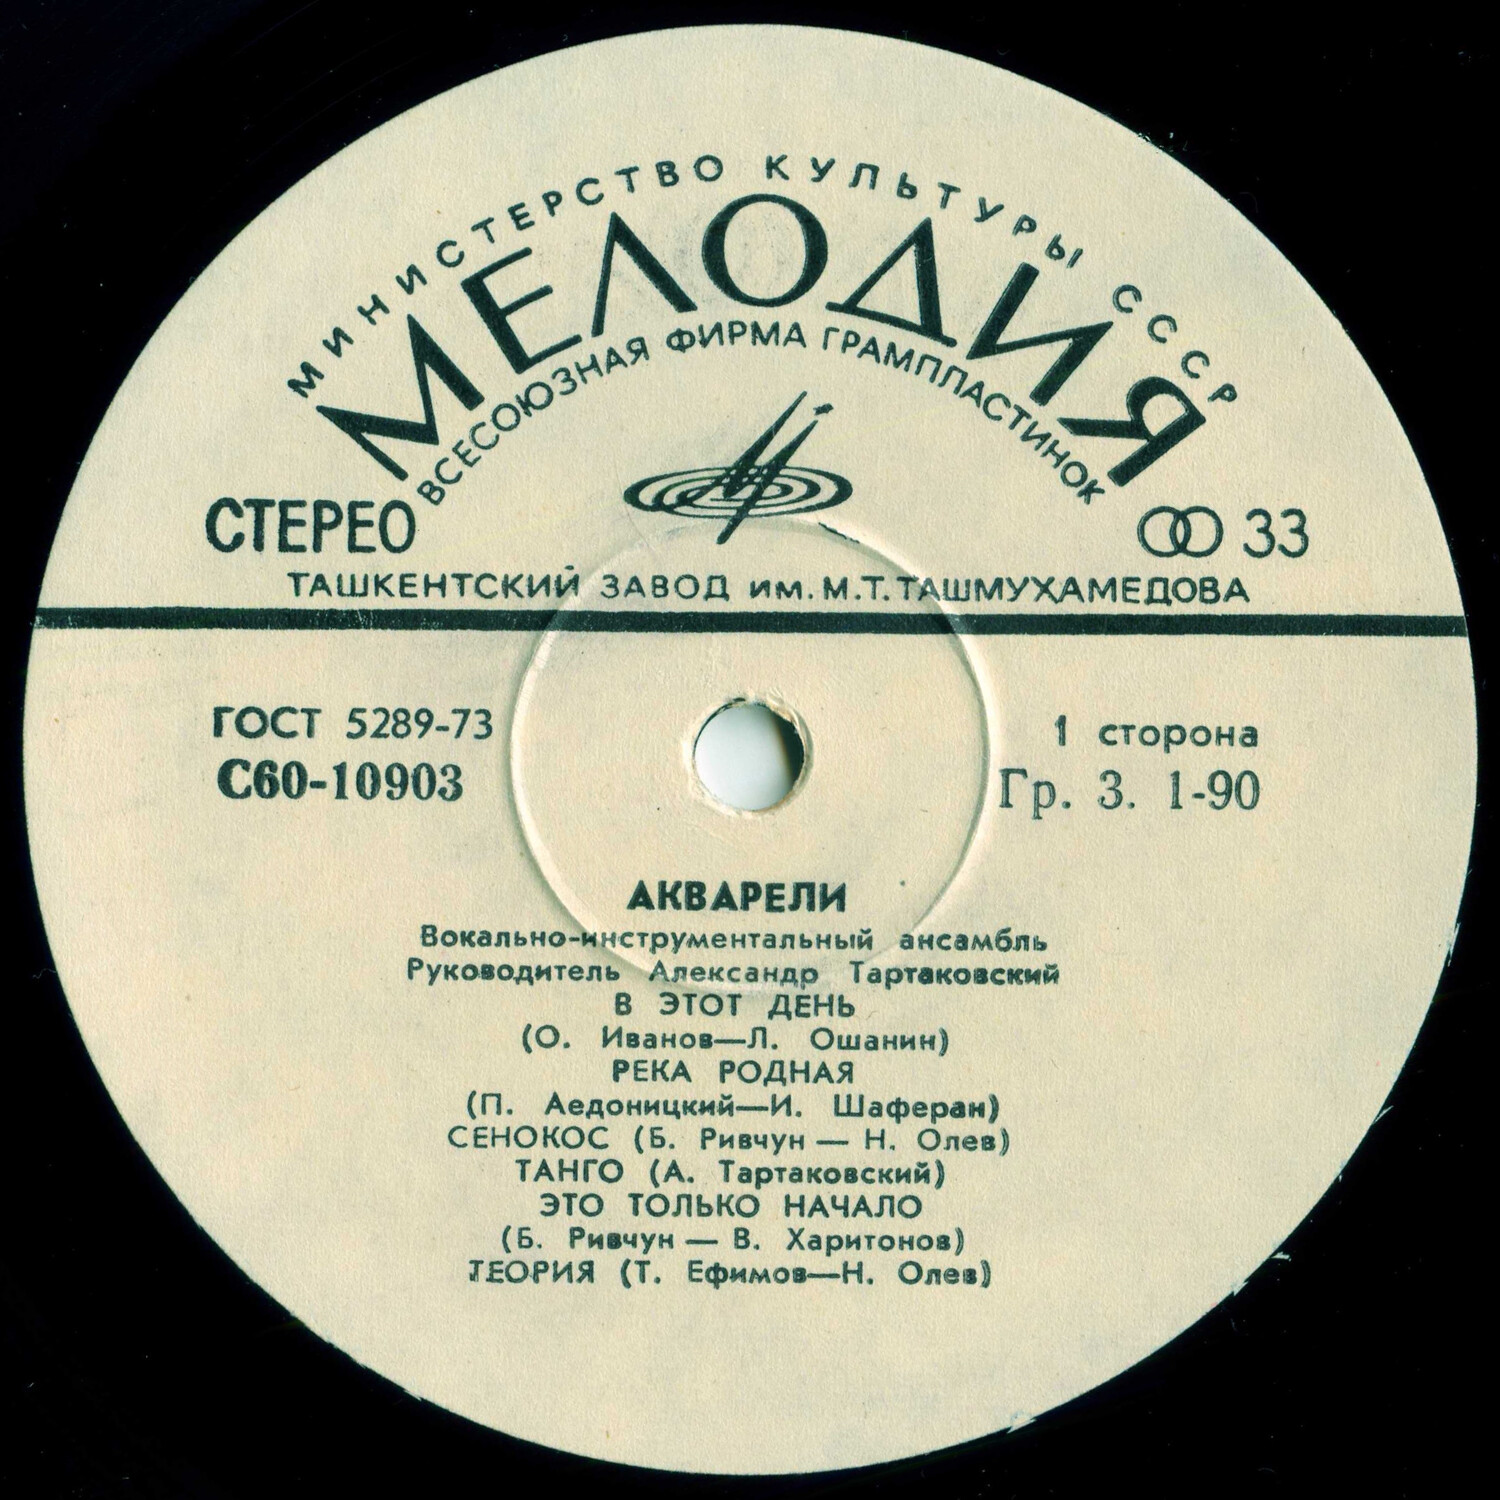 МИНИСТЕРСТВО КУЛЬТУРЫ СССР
МЕЛОДИЯ
ВСЕСОЮЗНАЯ ФИРМА ГРАМПЛАСТИНОК
СТЕРЕО
33
ТАШКЕНТСКИЙ ЗАВОД им. М.Т. ТАШМУХАМЕДОВА
ГОСТ 5289-73
С60-10903
1 сторона
Гр. 3. 1-90
АКВАРЕЛИ
Вокально-инструментальный ансамбль
Руководитель Александр Тартаковский
В ЭТОТ ДЕНЬ
(О. Иванов—Л. Ошанин)
РЕКА РОДНАЯ
(П. Аедоницкий—И. Шаферан)
СЕНОКОС (Б. Ривчун — Н. Олев)
ТАНГО (А. Тартаковский)
ЭТО ТОЛЬКО НАЧАЛО
(Б. Ривчун — В. Харитонов)
ТЕОРИЯ (Т. Ефимов—Н. Олев)